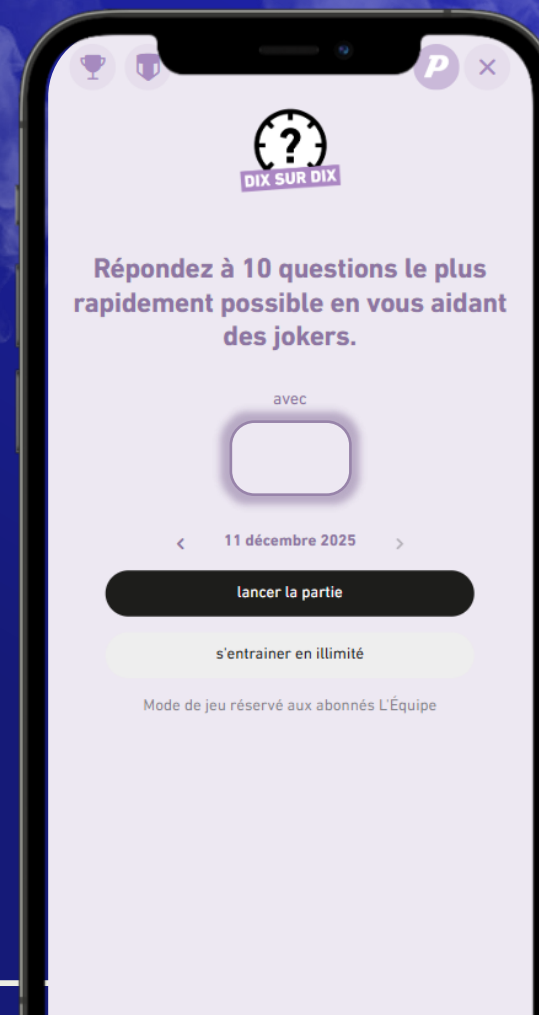 P
?
DIX SUR DIX
Répondez à 10 questions le plus
rapidement possible en vous aidant
des jokers.
avec
11 décembre 2025
lancer la partie
s'entrainer en illimité
Mode de jeu réservé aux abonnés L'Équipe